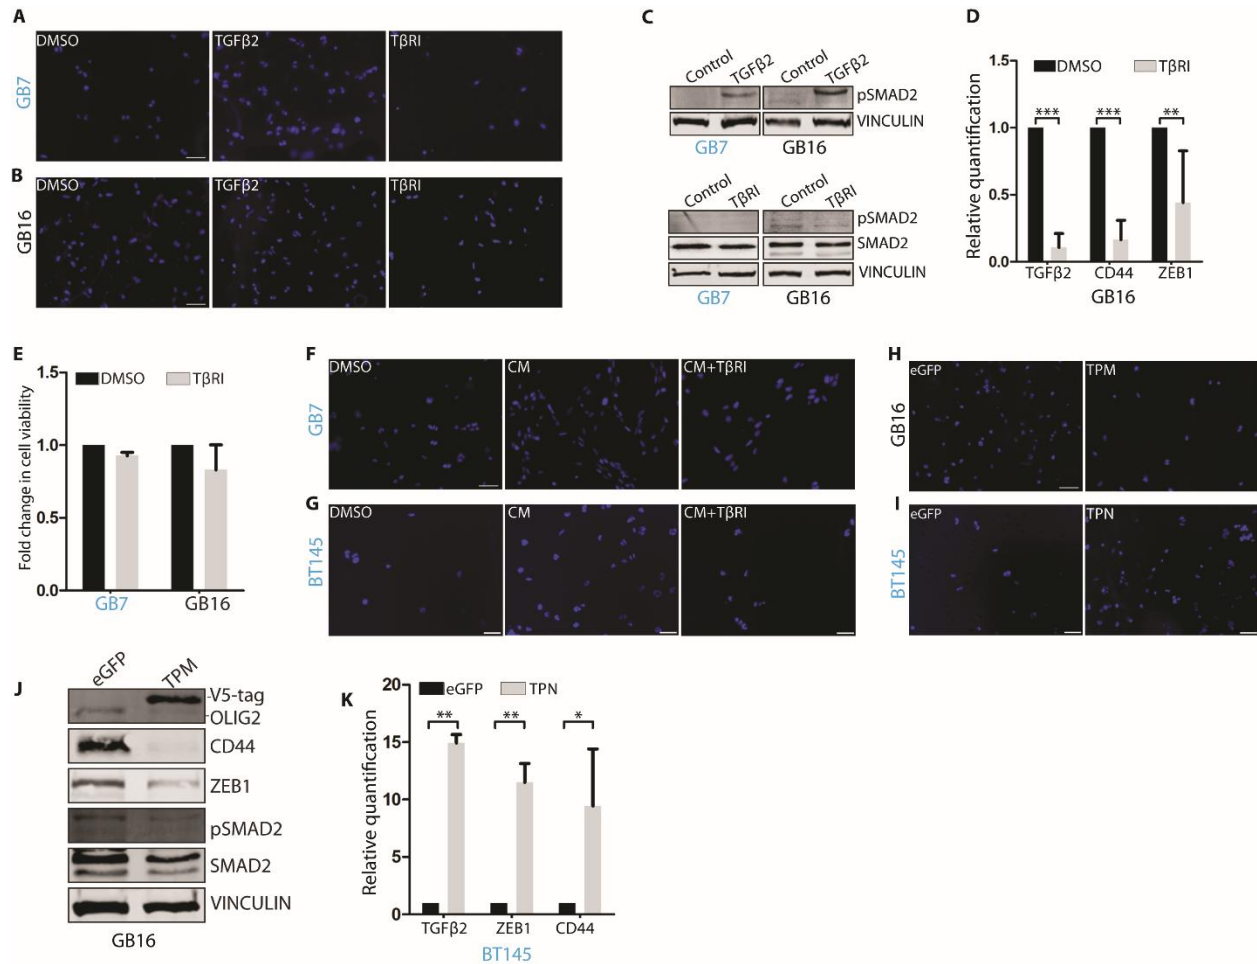 A
DMSO
TGFβ2
TβRI
GB7
B
DMSO
TGFβ2
TβRI
GB16
C
Control
TGFβ2
Control
TGFβ2
pSMAD2
VINCULIN
GB7
GB16
Control
TβRI
Control
TβRI
pSMAD2
SMAD2
VINCULIN
GB7
GB16
D
DMSO
TβRI
Relative quantification
1.0
0.5
0.0
***
***
**
TGFβ2
CD44
ZEB1
GB16
E
DMSO
TβRI
Fold change in cell viability
1.5
1.0
0.5
0.0
GB7
GB16
F
DMSO
CM
CM+TβRI
GB7
G
DMSO
CM
CM+TβRI
BT145
H
eGFP
TPM
GB16
I
eGFP
TPN
BT145
J
eGFP
TPM
V5-tag
OLIG2
CD44
ZEB1
pSMAD2
SMAD2
VINCULIN
GB16
K
eGFP
TPN
Relative quantification
20
15
10
5
0
**
**
*
TGFβ2
ZEB1
CD44
BT145